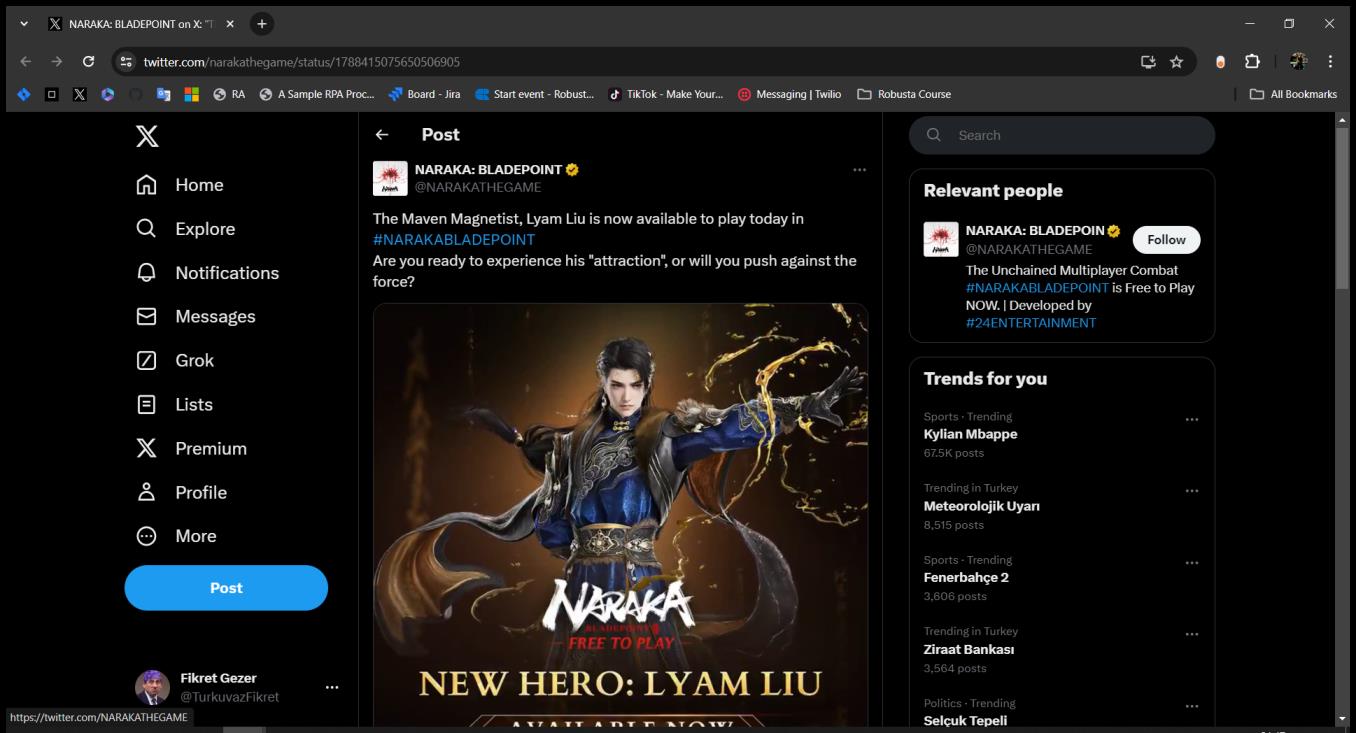 NARAKA: BLADEPOINT on X: "T
twitter.com/narakathegame/status/1788415075650506905
RA
A Sample RPA Proc...
Board - Jira
Start event - Robust...
TikTok - Make Your...
Messaging | Twilio
Robusta Course
All Bookmarks
Home
Explore
Notifications
Messages
Grok
Lists
Premium
Profile
More
Post
Fikret Gezer
@TurkuvazFikret
https://twitter.com/NARAKATHEGAME
Post
NARAKA: BLADEPOINT
@NARAKATHEGAME
The Maven Magnetist, Lyam Liu is now available to play today in
#NARAKABLADEPOINT
Are you ready to experience his "attraction", or will you push against the
force?
NARAKA
BLADEPOINT
FREE TO PLAY
NEW HERO: LYAM LIU
AVAILABLE NOW
Search
Relevant people
NARAKA: BLADEPOIN
@NARAKATHEGAME
Follow
The Unchained Multiplayer Combat
#NARAKABLADEPOINT is Free to Play
NOW. | Developed by
#24ENTERTAINMENT
Trends for you
Sports · Trending
Kylian Mbappe
67.5K posts
Trending in Turkey
Meteorolojik Uyarı
8,515 posts
Sports · Trending
Fenerbahçe 2
3,606 posts
Trending in Turkey
Ziraat Bankası
3,564 posts
Politics · Trending
Selçuk Tepeli